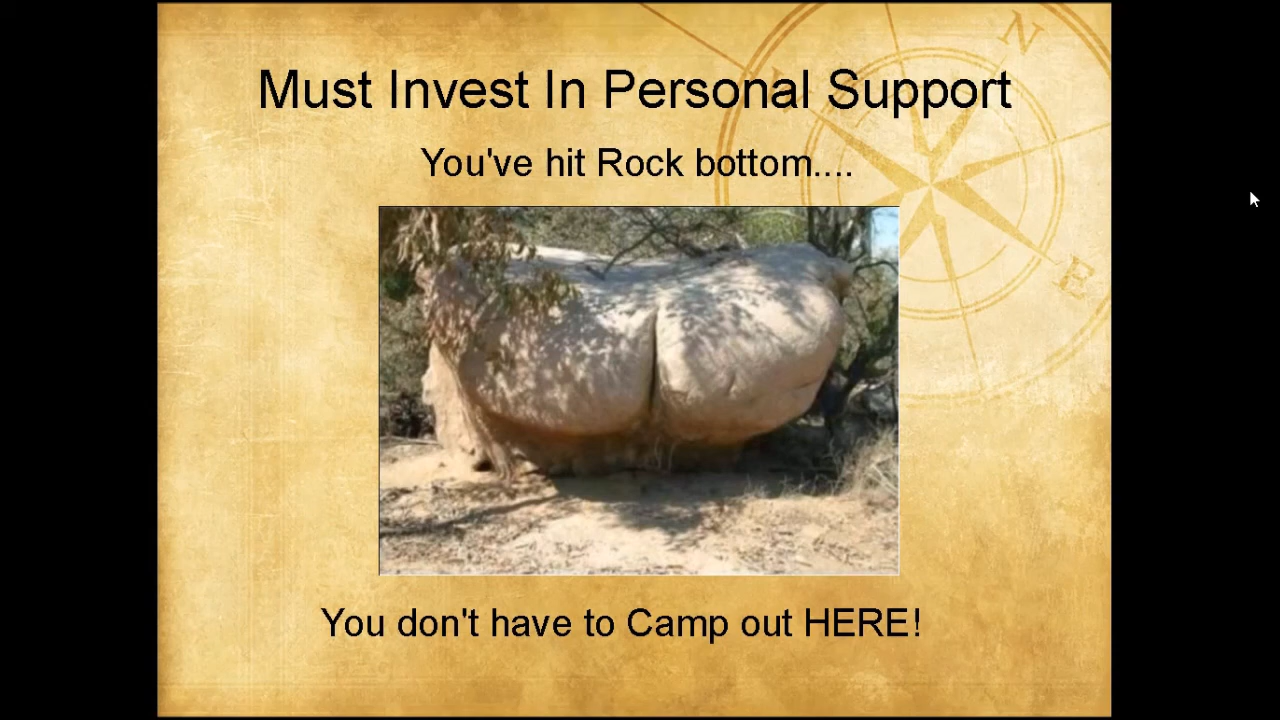 Must Invest In Personal Support
You've hit Rock bottom....
You don't have to Camp out HERE!
N
E